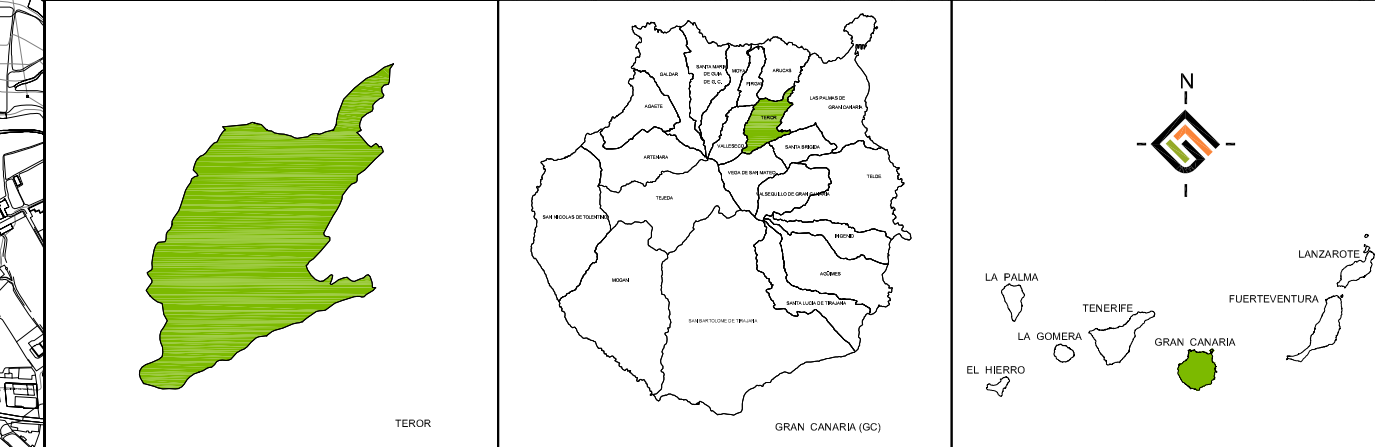 TEROR
GALDAR
SANTA MARIA
DE GUIA
DE G. C.
MOYA
FIRGAS
ARUCAS
LAS PALMAS DE
GRAN CANARIA
AGAETE
TEROR
VALLESECO
SANTA BRIGIDA
ARTENARA
VEGA DE SAN MATEO
TELDE
TEJEDA
VALSEQUILLO DE GRAN CANARIA
SAN NICOLAS DE TOLENTINO
INGENIO
MOGAN
AGÜIMES
SANTA LUCIA DE TIRAJANA
SAN BARTOLOME DE TIRAJANA
GRAN CANARIA (GC)
N
LANZAROTE
LA PALMA
FUERTEVENTURA
TENERIFE
LA GOMERA
GRAN CANARIA
EL HIERRO